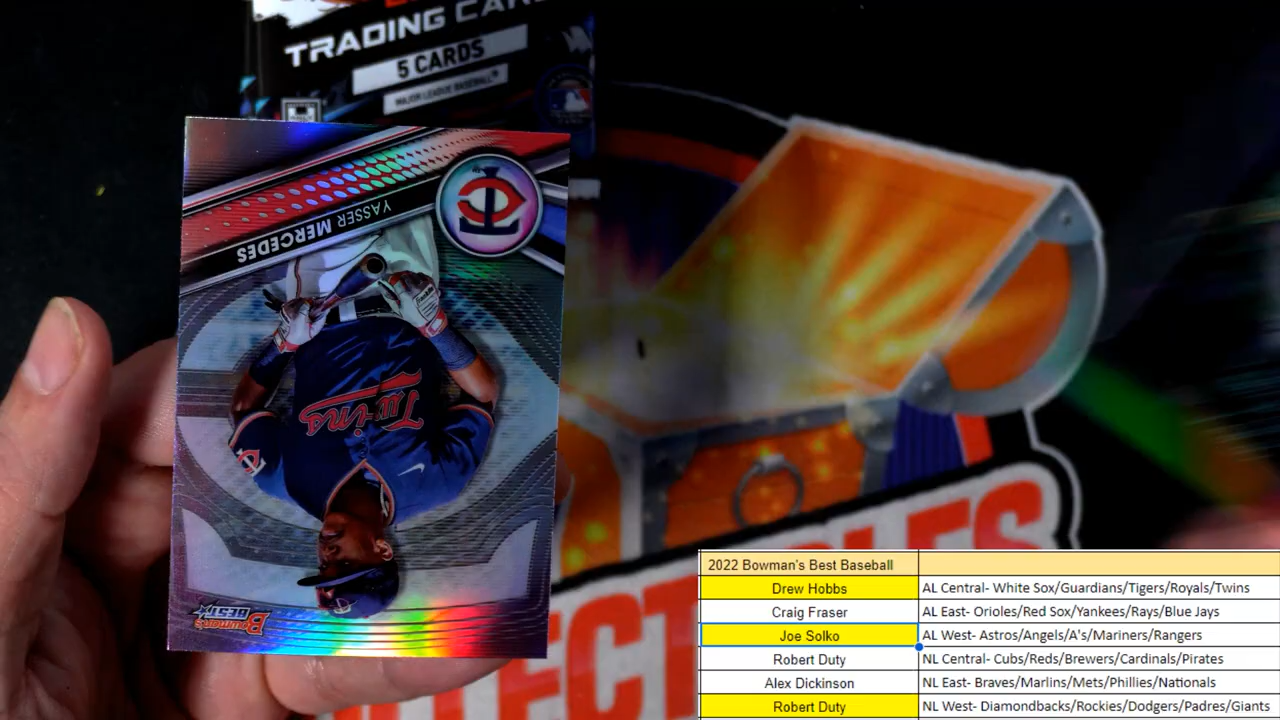 TRADING CAR
5 CARDS
MAJOR LEAGUE BASEBALL
YASSER MERCEDES
TC
Twins
Bowman's BEST
2022 Bowman's Best Baseball
Drew Hobbs AL Central- White Sox/Guardians/Tigers/Royals/Twins
Craig Fraser AL East- Orioles/Red Sox/Yankees/Rays/Blue Jays
Joe Solko AL West- Astros/Angels/A's/Mariners/Rangers
Robert Duty NL Central- Cubs/Reds/Brewers/Cardinals/Pirates
Alex Dickinson NL East- Braves/Marlins/Mets/Phillies/Nationals
Robert Duty NL West- Diamondbacks/Rockies/Dodgers/Padres/Giants